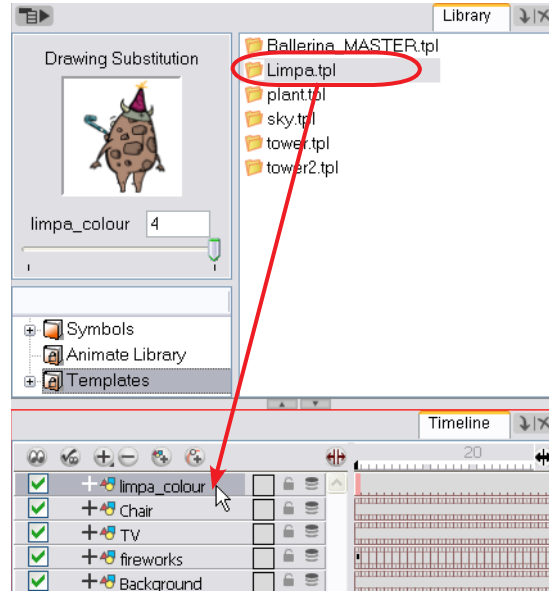 Library
Drawing Substitution
Ballerina_MASTER.tpl
Limpa.tpl
plant.tpl
sky.tpl
tower.tpl
tower2.tpl
limpa_colour 4
Symbols
Animate Library
Templates
Timeline
20
limpa_colour
Chair
TV
fireworks
Background